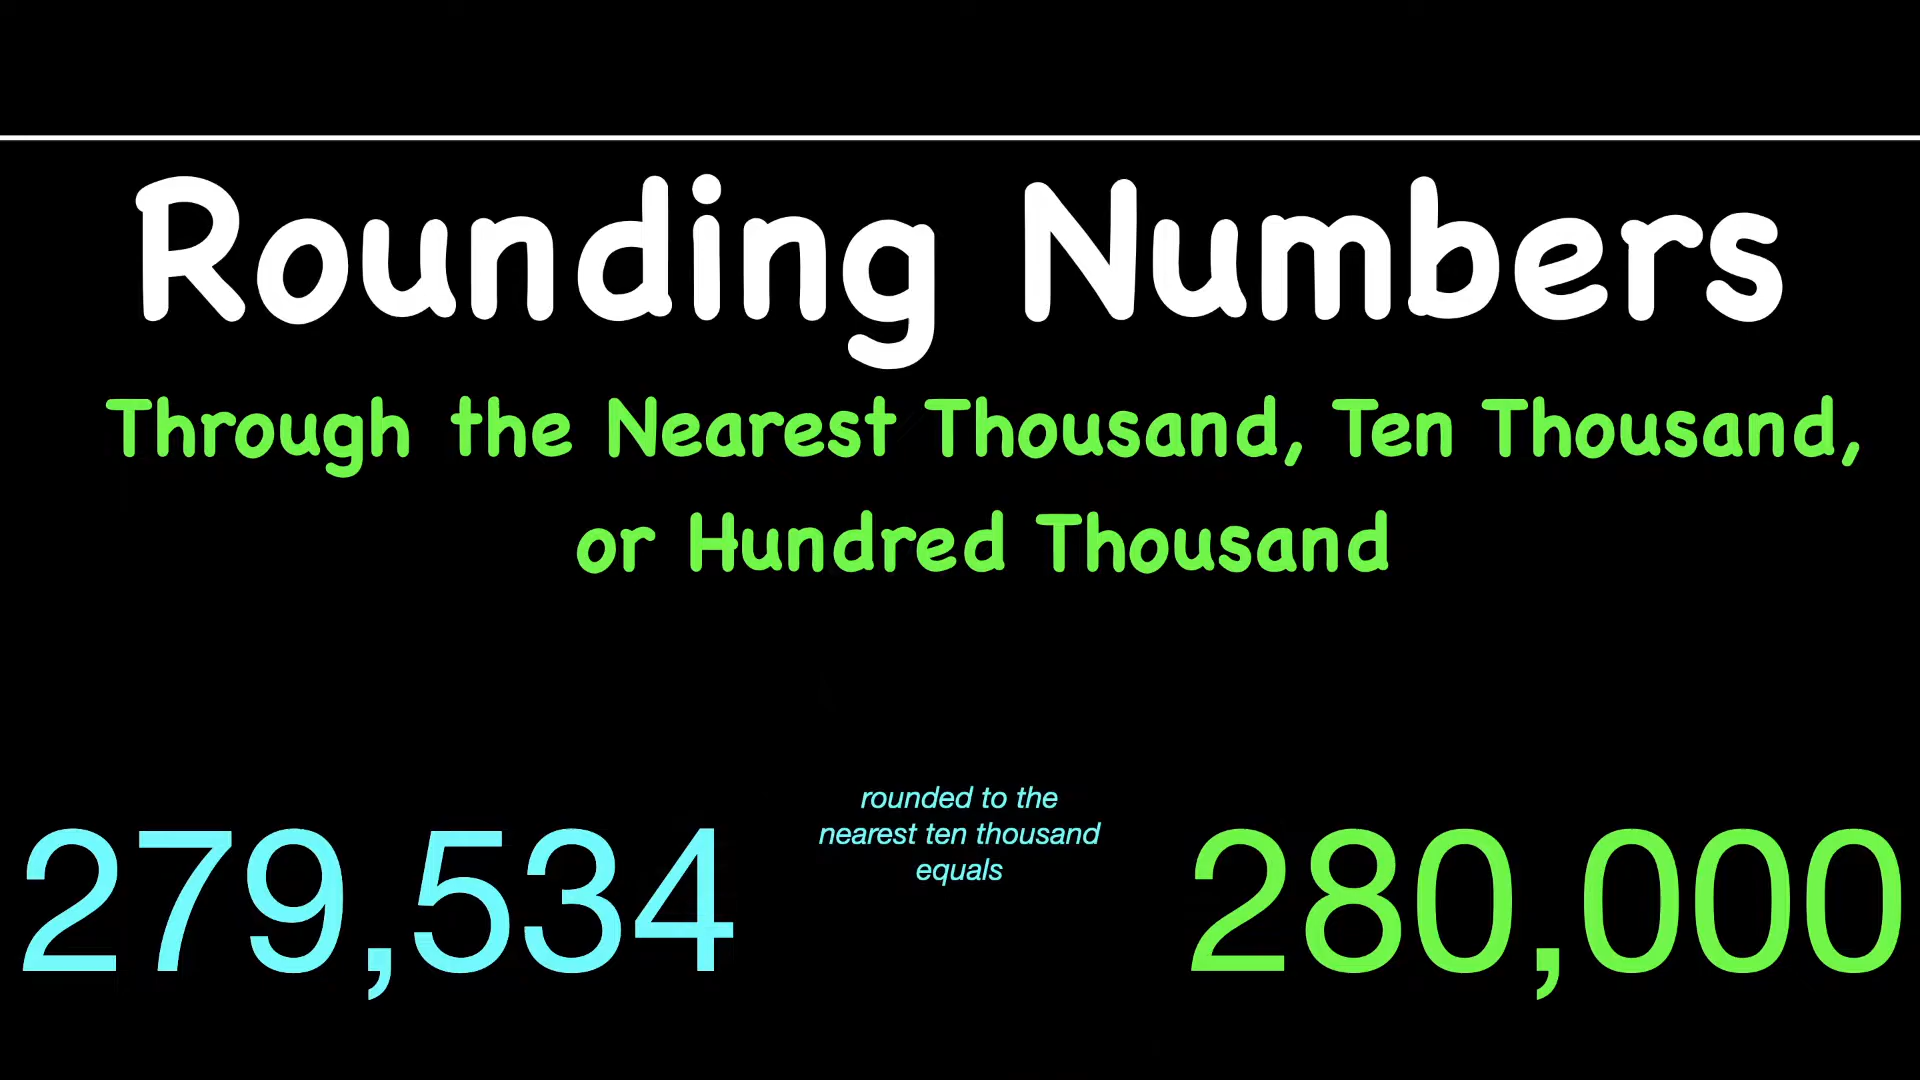 Rounding Numbers
Through the Nearest Thousand, Ten Thousand,
or Hundred Thousand
279,534
rounded to the
nearest ten thousand
equals
280,000